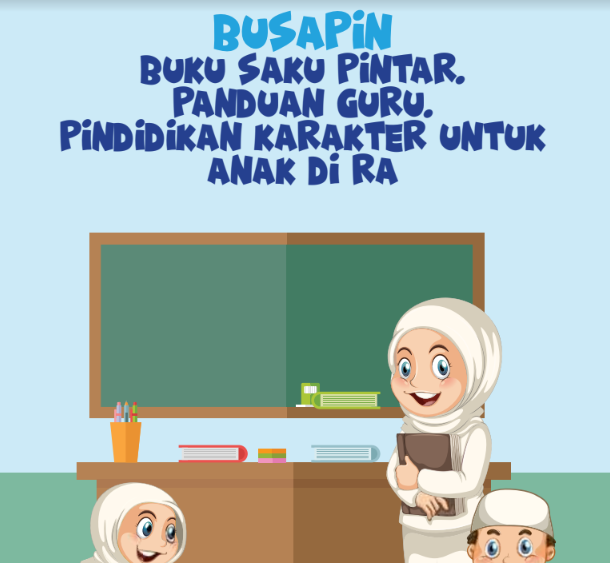 BUSAPIN
BUKU SAKU PINTAR.
PANDUAN GURU.
PINDIDIKAN KARAKTER UNTUK
ANAK DI RA